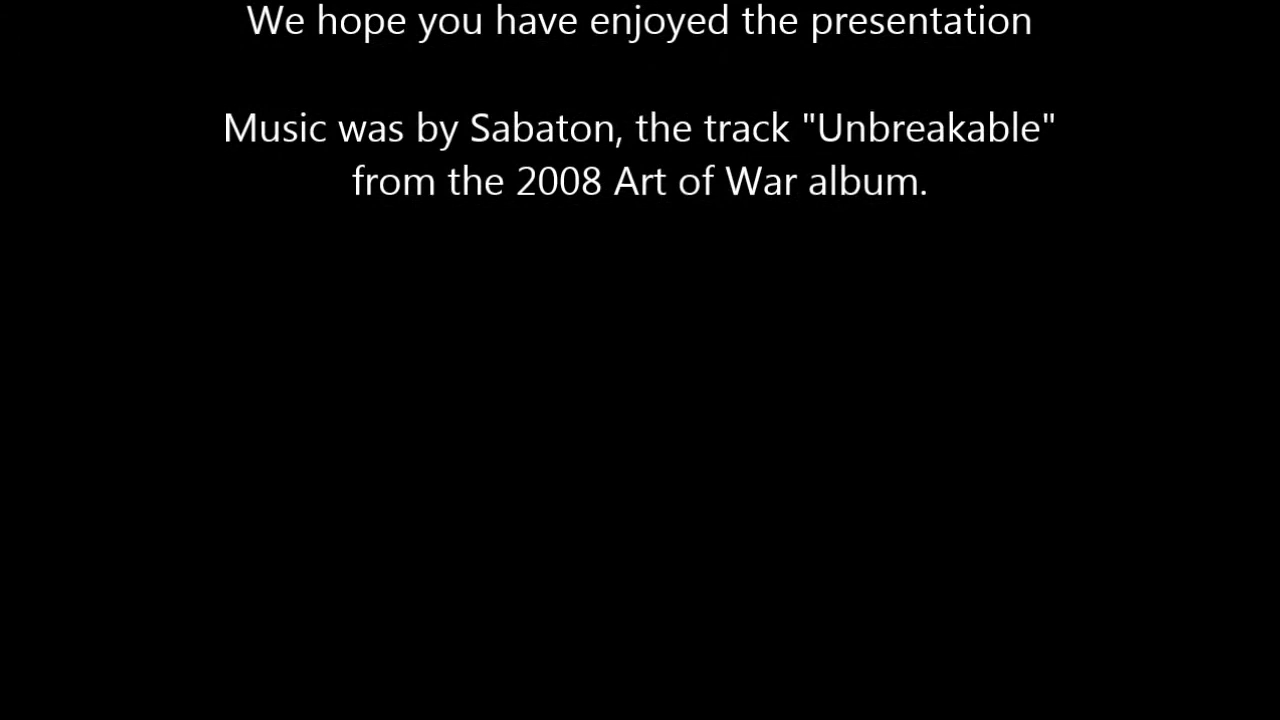 We hope you have enjoyed the presentation
Music was by Sabaton, the track "Unbreakable"
from the 2008 Art of War album.